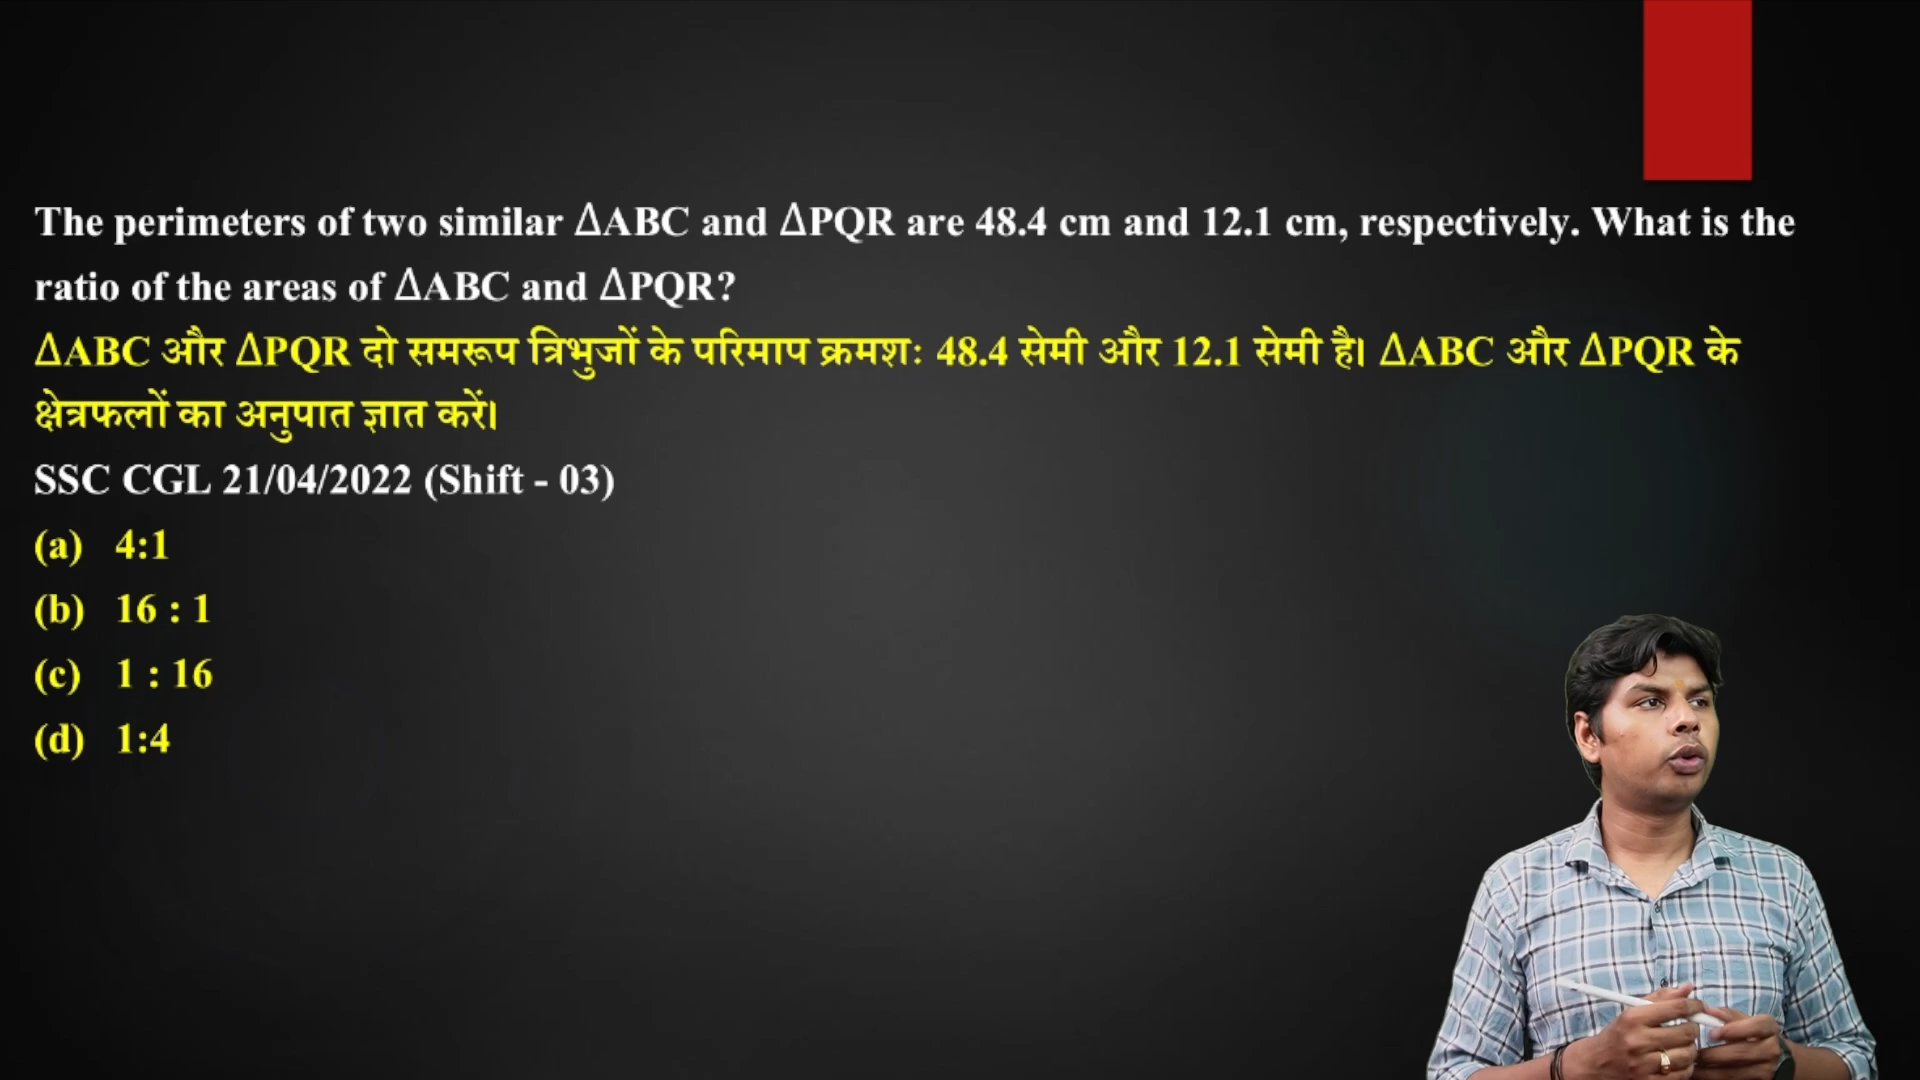 The perimeters of two similar ΔABC and ΔPQR are 48.4 cm and 12.1 cm, respectively. What is the
ratio of the areas of ΔABC and ΔPQR?
ΔABC और ΔPQR दो समरूप त्रिभुजों के परिमाप क्रमशः 48.4 सेमी और 12.1 सेमी है। ΔABC और ΔPQR के
क्षेत्रफलों का अनुपात ज्ञात करें।
SSC CGL 21/04/2022 (Shift - 03)
(a) 4:1
(b) 16 : 1
(c) 1 : 16
(d) 1:4